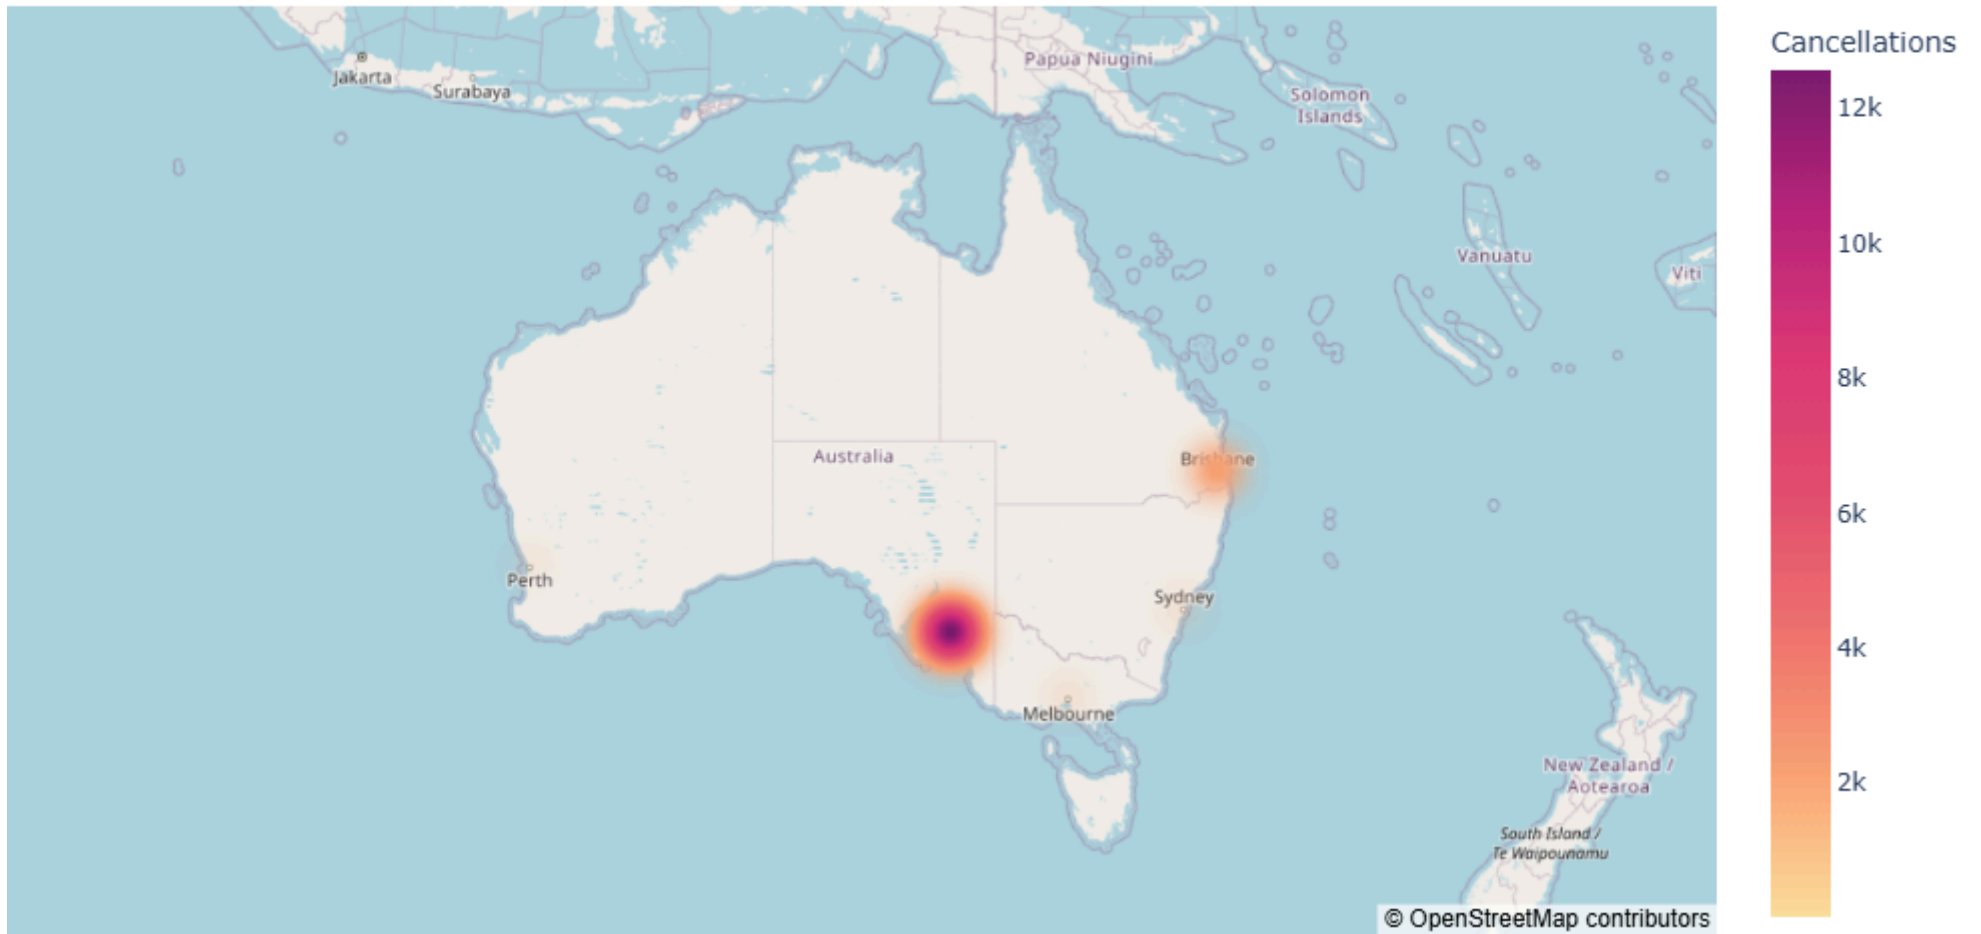 Jakarta
Surabaya
Papua Niugini
Solomon
Islands
Vanuatu
Viti
Australia
Brisbane
Perth
Sydney
Melbourne
New Zealand /
Aotearoa
South Island /
Te Waipounamu
© OpenStreetMap contributors
Cancellations
12k
10k
8k
6k
4k
2k